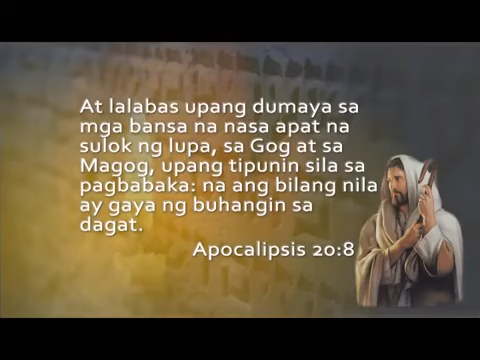 At lalabas upang dumaya sa
mga bansa na nasa apat na
sulok ng lupa, sa Gog at sa
Magog, upang tipunin sila sa
pagbabaka: na ang bilang nila
ay gaya ng buhangin sa
dagat.
Apocalipsis 20:8